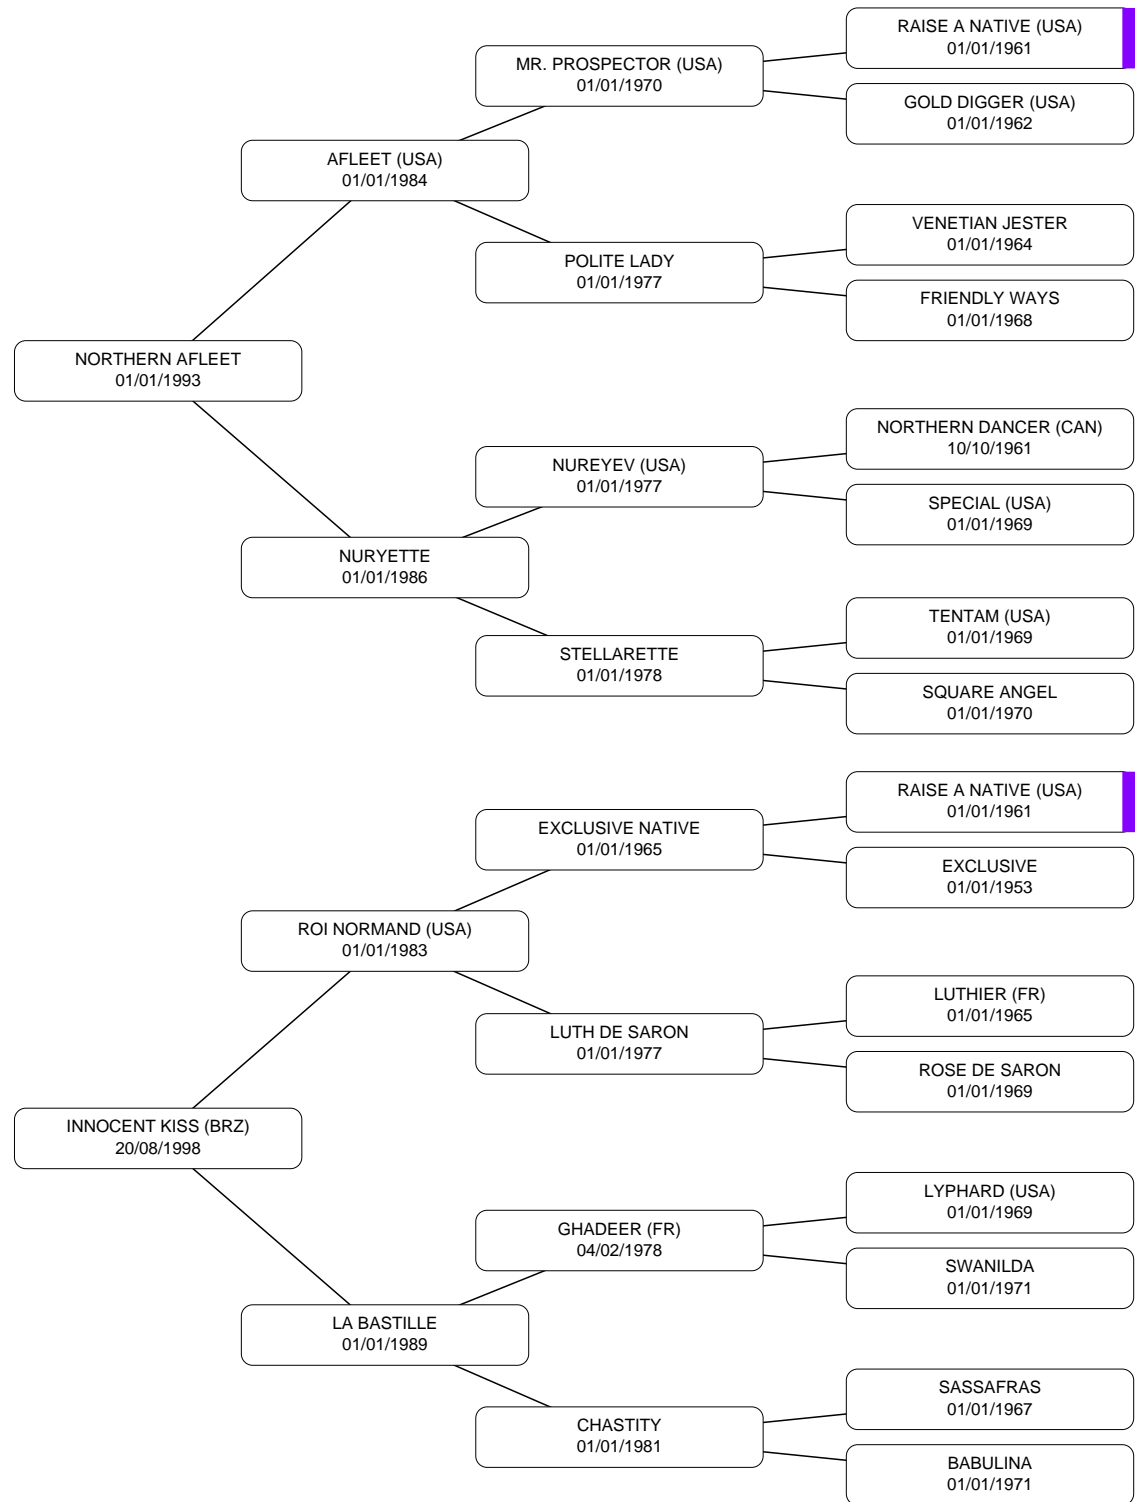 RAISE A NATIVE (USA)
01/01/1961
MR. PROSPECTOR (USA)
01/01/1970
GOLD DIGGER (USA)
01/01/1962
AFLEET (USA)
01/01/1984
VENETIAN JESTER
01/01/1964
POLITE LADY
01/01/1977
FRIENDLY WAYS
01/01/1968
NORTHERN AFLEET
01/01/1993
NORTHERN DANCER (CAN)
10/10/1961
NUREYEV (USA)
01/01/1977
SPECIAL (USA)
01/01/1969
NURYETTE
01/01/1986
TENTAM (USA)
01/01/1969
STELLARETTE
01/01/1978
SQUARE ANGEL
01/01/1970
RAISE A NATIVE (USA)
01/01/1961
EXCLUSIVE NATIVE
01/01/1965
EXCLUSIVE
01/01/1953
ROI NORMAND (USA)
01/01/1983
LUTHIER (FR)
01/01/1965
LUTH DE SARON
01/01/1977
ROSE DE SARON
01/01/1969
INNOCENT KISS (BRZ)
20/08/1998
LYPHARD (USA)
01/01/1969
GHADEER (FR)
04/02/1978
SWANILDA
01/01/1971
LA BASTILLE
01/01/1989
SASSAFRAS
01/01/1967
CHASTITY
01/01/1981
BABULINA
01/01/1971